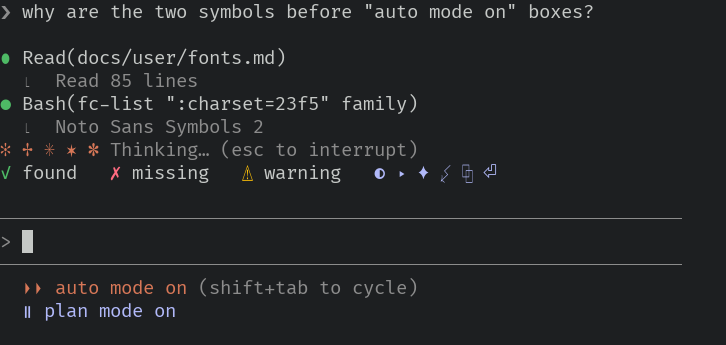 ❯ why are the two symbols before "auto mode on" boxes?
● Read(docs/user/fonts.md)
⎿  Read 85 lines
● Bash(fc-list ":charset=23f5" family)
⎿  Noto Sans Symbols 2
✻ ✢ ✳ ✶ ✽ Thinking… (esc to interrupt)
√ found   ✗ missing   ⚠ warning   ◐ ▸ ✦ ☇ ⧉ ⏎
>
⏵⏵ auto mode on (shift+tab to cycle)
⏸ plan mode on